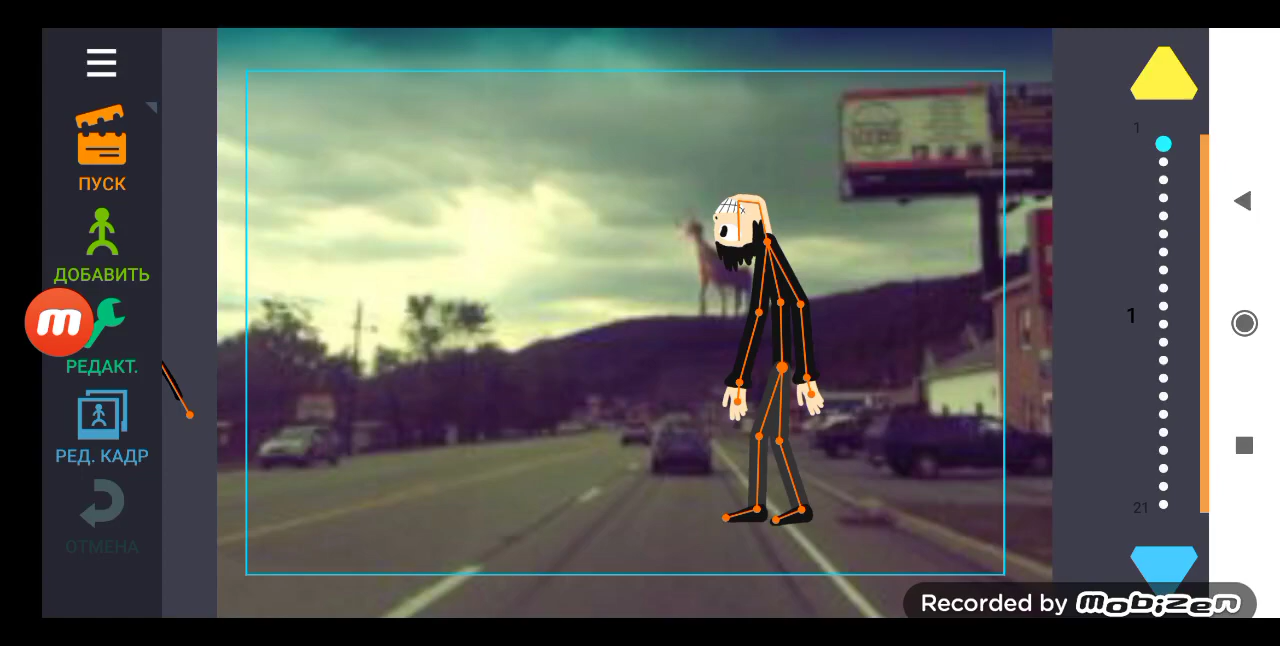 ПУСК
ДОБАВИТЬ
РЕДАКТ.
РЕД. КАДР
ОТМЕНА
1
1
21
Recorded by mobizen